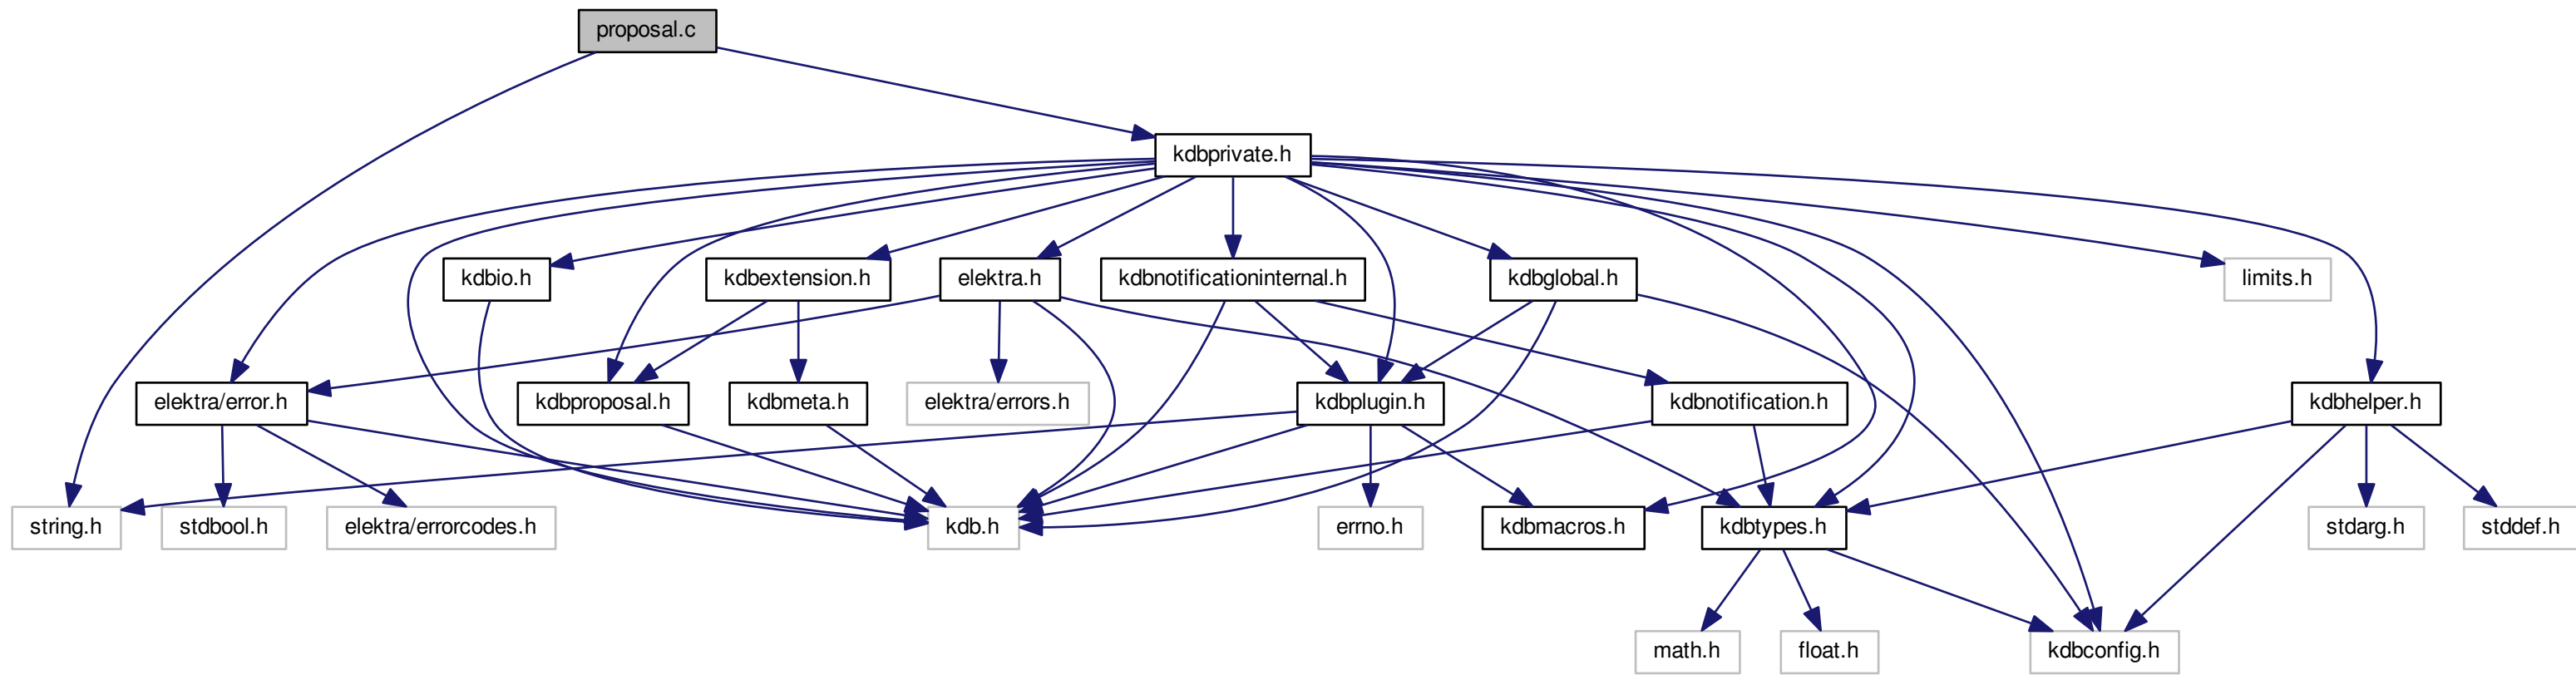 proposal.c
kdbprivate.h
kdbio.h
kdbextension.h
elektra.h
kdbnotificationinternal.h
kdbglobal.h
limits.h
elektra/error.h
kdbproposal.h
kdbmeta.h
elektra/errors.h
kdbplugin.h
kdbnotification.h
kdbhelper.h
string.h
stdbool.h
elektra/errorcodes.h
kdb.h
errno.h
kdbmacros.h
kdbtypes.h
stdarg.h
stddef.h
math.h
float.h
kdbconfig.h